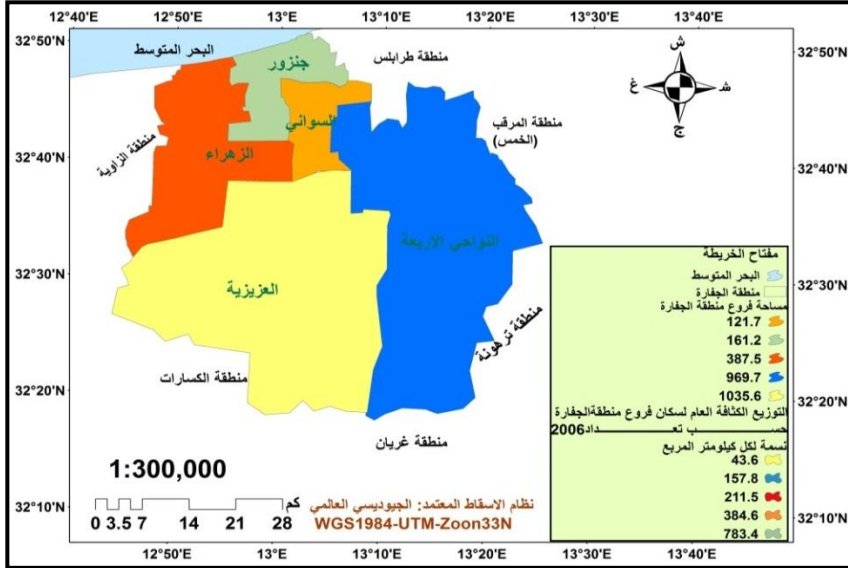 12°40'E 12°50'E 13°E 13°10'E 13°20'E 13°30'E 13°40'E
32°50'N
32°50'N
32°40'N
32°40'N
32°30'N
32°30'N
32°20'N
32°20'N
32°10'N
32°10'N
البحر المتوسط
منطقة طرابلس
جنزور
ش
غ
ش
ج
منطقة المرقب
(الخمس)
السواني
منطقة الزاوية
الزهراء
النواحي الاربعة
العزيزية
منطقة ترهونة
منطقة الكسارات
منطقة غريان
مفتاح الخريطة
البحر المتوسط
منطقة الجفارة
مساحة فروع منطقة الجفارة
121.7
161.2
387.5
969.7
1035.6
التوزيع الكثافة العام لسكان فروع منطقةالجفارة
حســـب تعـــداد2006
نسمة لكل كيلومتر المربع
43.6
157.8
211.5
384.6
783.4
1:300,000
كم
0 3.5 7 14 21 28
نظام الاسقاط المعتمد: الجيوديسي العالمي
WGS1984-UTM-Zoon33N
12°50'E 13°E 13°10'E 13°20'E 13°30'E 13°40'E